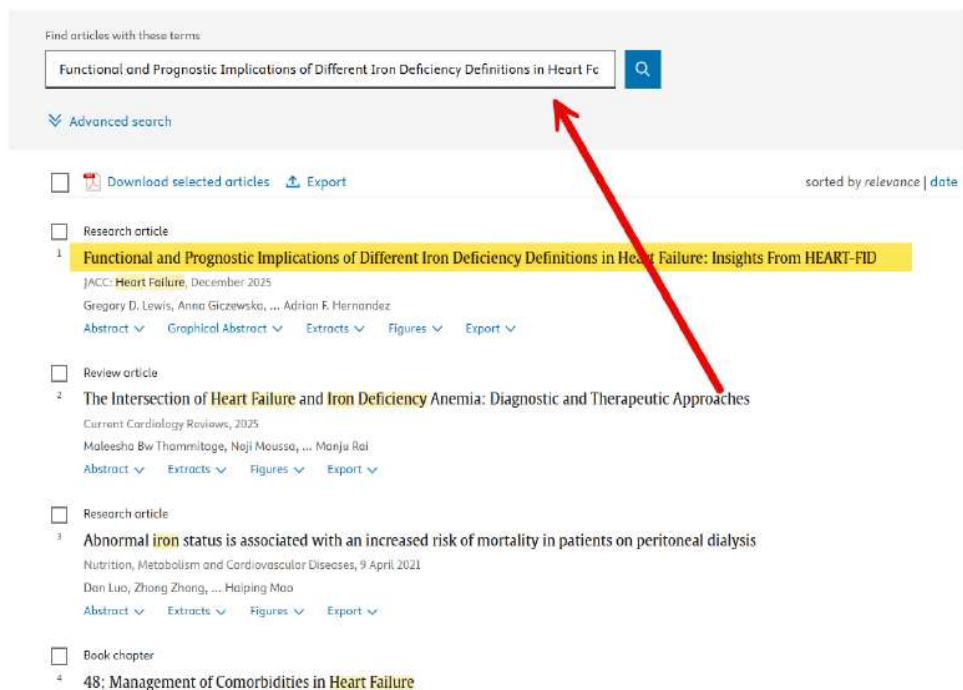 Find articles with these terms
Functional and Prognostic Implications of Different Iron Deficiency Definitions in Heart Fc
Advanced search
Download selected articles Export sorted by relevance | date
Research article
1 Functional and Prognostic Implications of Different Iron Deficiency Definitions in Heart Failure: Insights From HEART-FID
JACC: Heart Failure, December 2025
Gregory D. Lewis, Anna Giczewska, ... Adrian F. Hernandez
Abstract Graphical Abstract Extracts Figures Export
Review article
2 The Intersection of Heart Failure and Iron Deficiency Anemia: Diagnostic and Therapeutic Approaches
Current Cardiology Reviews, 2025
Maleesha Bw Thammitage, Naji Moussa, ... Manju Rai
Abstract Extracts Figures Export
Research article
3 Abnormal iron status is associated with an increased risk of mortality in patients on peritoneal dialysis
Nutrition, Metabolism and Cardiovascular Diseases, 9 April 2021
Dan Luo, Zhong Zhong, ... Haiping Mao
Abstract Extracts Figures Export
Book chapter
4 48: Management of Comorbidities in Heart Failure